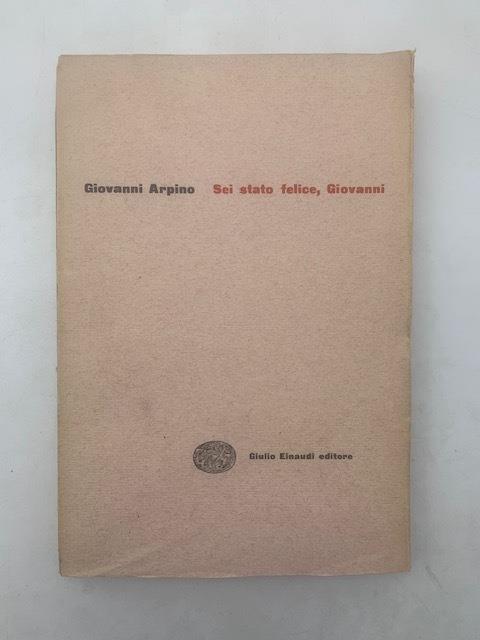 Giovanni Arpino Sei stato felice, Giovanni
Giulio Einaudi editore